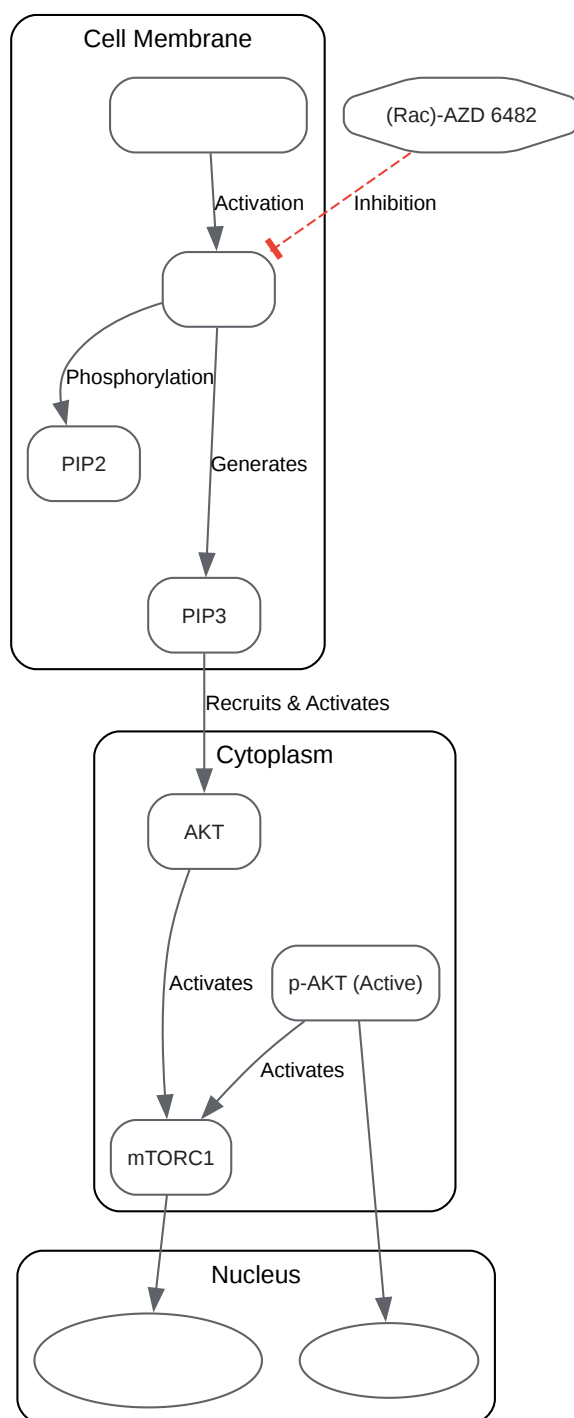 Cell Membrane
(Rac)-AZD 6482
Activation
Inhibition
Phosphorylation
PIP2
Generates
PIP3
Recruits & Activates
Cytoplasm
AKT
p-AKT (Active)
Activates
Activates
mTORC1
Nucleus